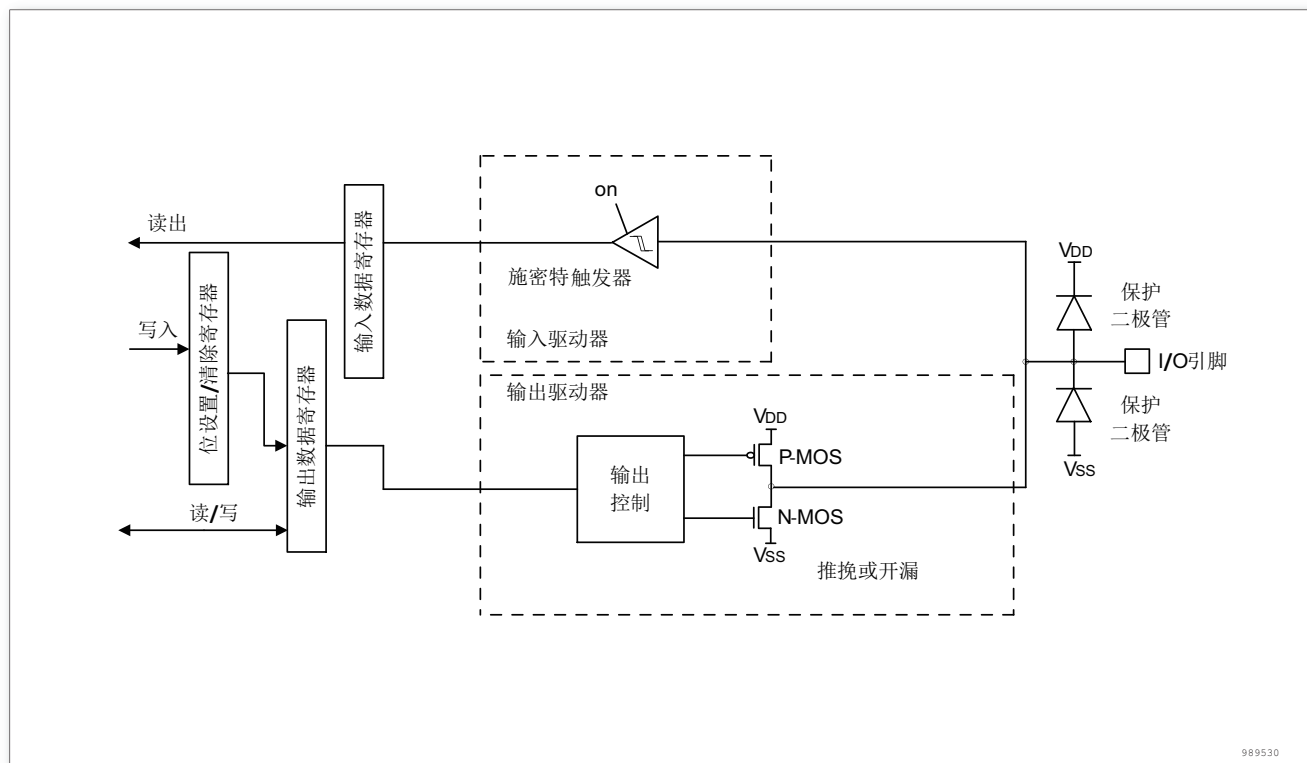 on
读出
输入数据寄存器
施密特触发器
VDD
保护
二极管
位设置/清除寄存器
写入
输入驱动器
I/O引脚
输出数据寄存器
输出驱动器
保护
二极管
VDD
P-MOS
VSS
输出
控制
读/写
N-MOS
VSS
推挽或开漏
989530